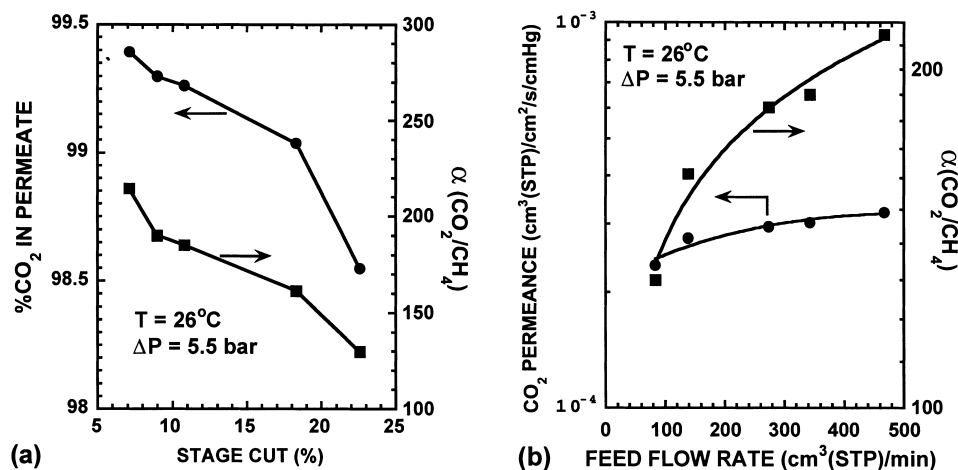 99.5
99
98.5
98
%CO2 IN PERMEATE
300
250
200
150
100
α (CO2/CH4)
T = 26°C
ΔP = 5.5 bar
5 10 15 20 25
STAGE CUT (%)
(a)
10⁻³
10⁻⁴
CO2 PERMEANCE (cm³(STP)/cm²/s/cmHg)
T = 26°C
ΔP = 5.5 bar
200
100
α(CO2/CH4)
0 100 200 300 400 500
FEED FLOW RATE (cm³(STP)/min)
(b)